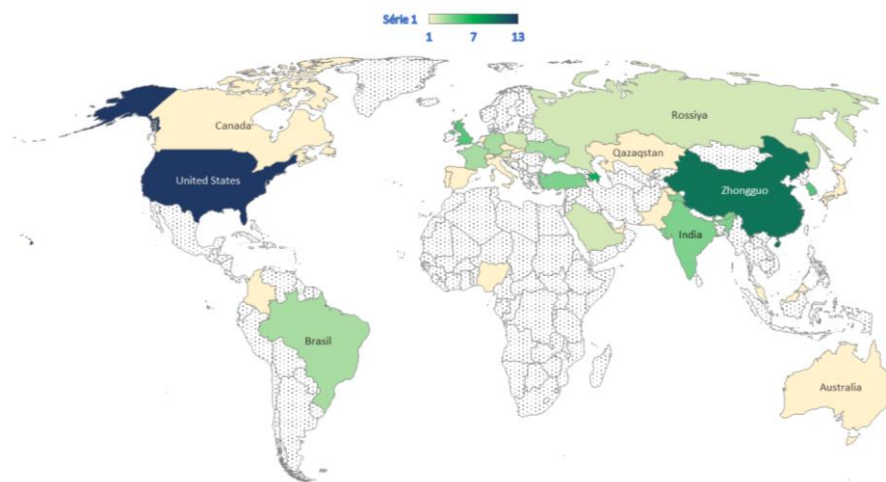 Série 1
1 7 13
Canada
Rossiya
Qazaqstan
United States
Zhongguo
India
Brasil
Australia